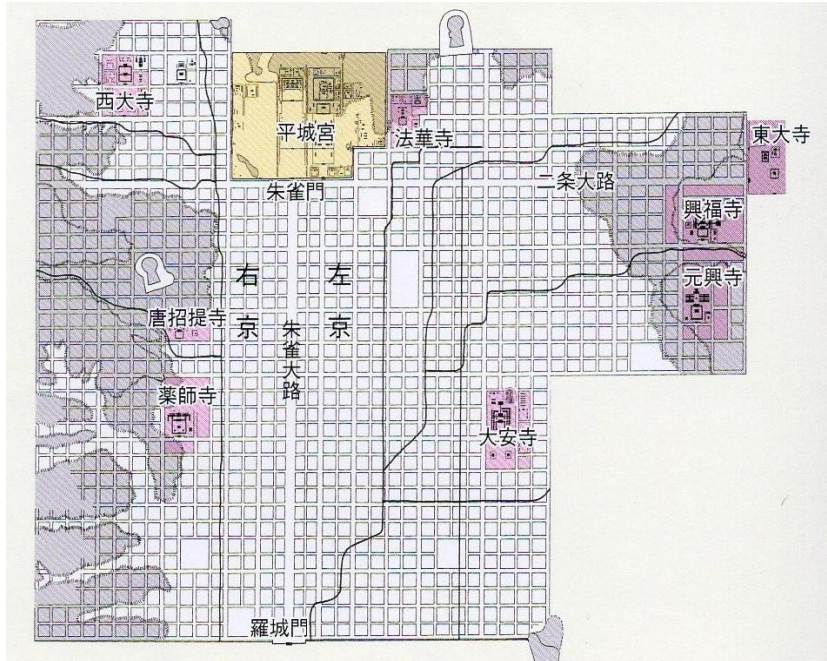 西大寺
平城宮
法華寺
東大寺
朱雀門
二条大路
興福寺
右京
左京
元興寺
唐招提寺
朱雀大路
薬師寺
大安寺
羅城門